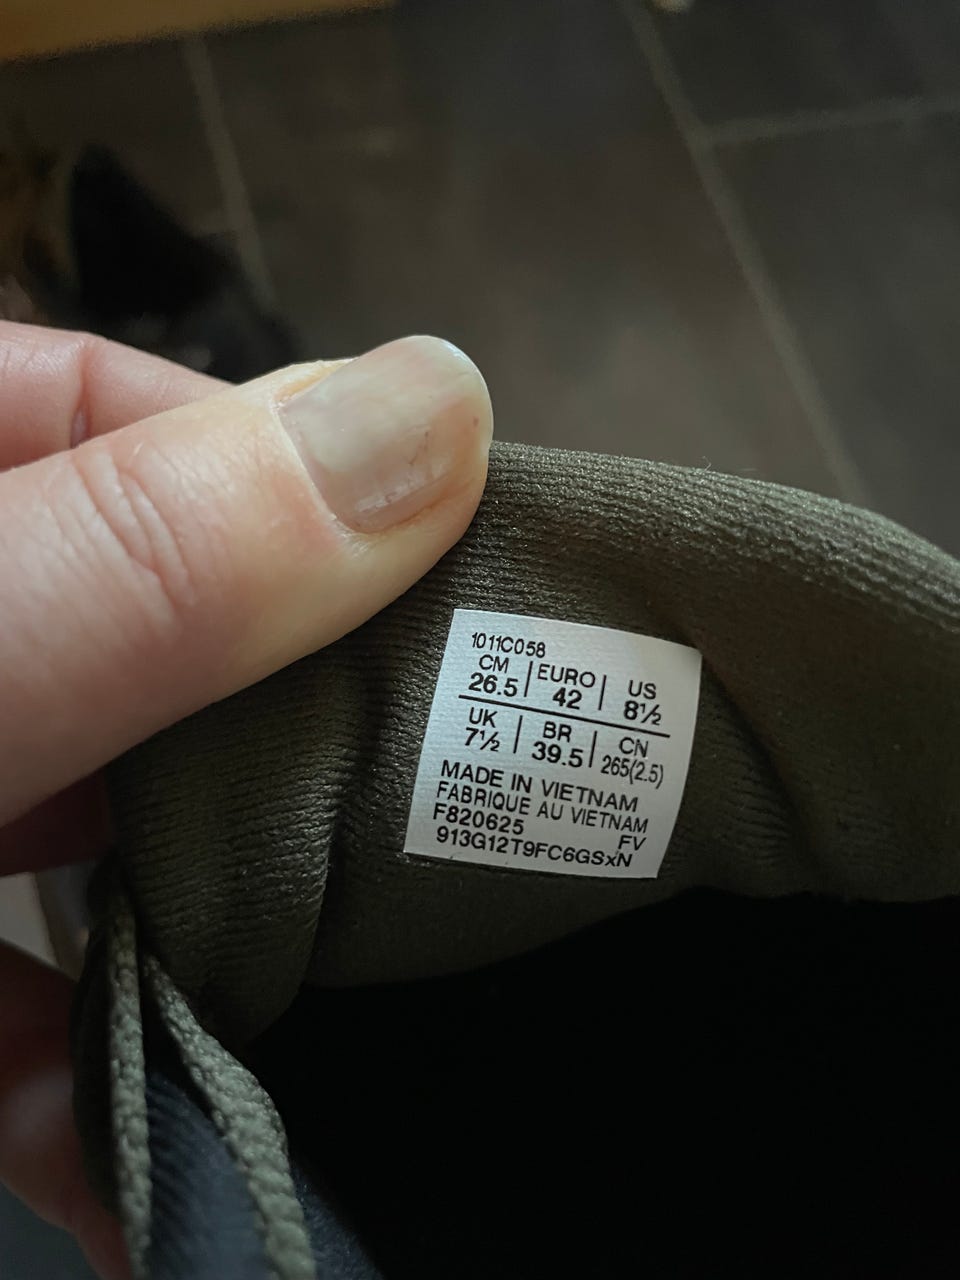 1011C058
CM | EURO | US
26.5 | 42 | 8½
UK | BR | CN
7½ | 39.5 | 265(2.5)
MADE IN VIETNAM
FABRIQUE AU VIETNAM
F820625 FV
913G12T9FC6GSxN